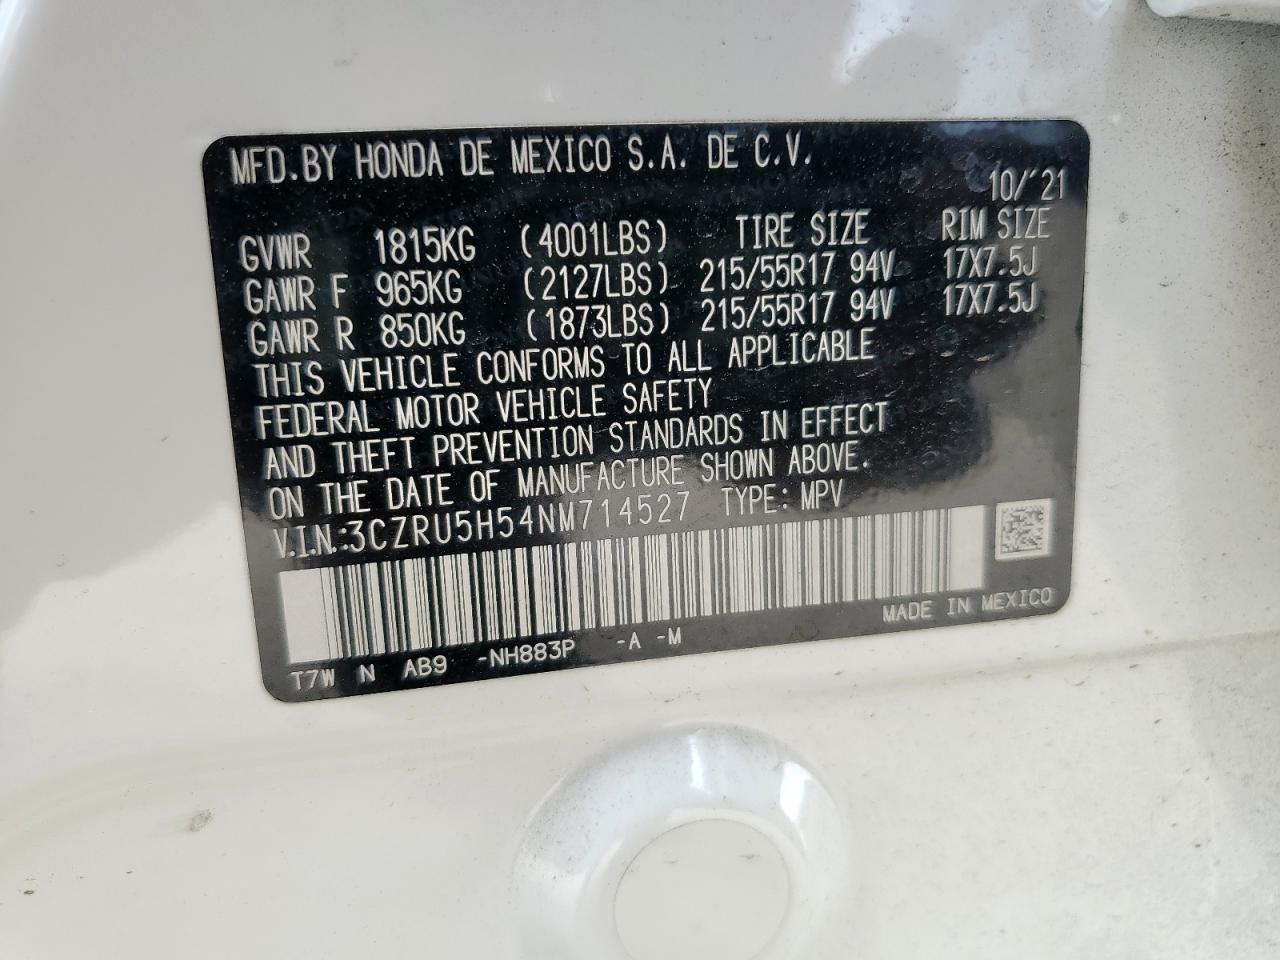 MFD.BY HONDA DE MEXICO S.A. DE C.V.
10/'21
GVWR 1815KG (4001LBS) TIRE SIZE RIM SIZE
GAWR F 965KG (2127LBS) 215/55R17 94V 17X7.5J
GAWR R 850KG (1873LBS) 215/55R17 94V 17X7.5J
THIS VEHICLE CONFORMS TO ALL APPLICABLE
FEDERAL MOTOR VEHICLE SAFETY
AND THEFT PREVENTION STANDARDS IN EFFECT
ON THE DATE OF MANUFACTURE SHOWN ABOVE.
V.I.N.:3CZRU5H54NM714527 TYPE: MPV
MADE IN MEXICO
T7W N AB9 -NH883P -A -M